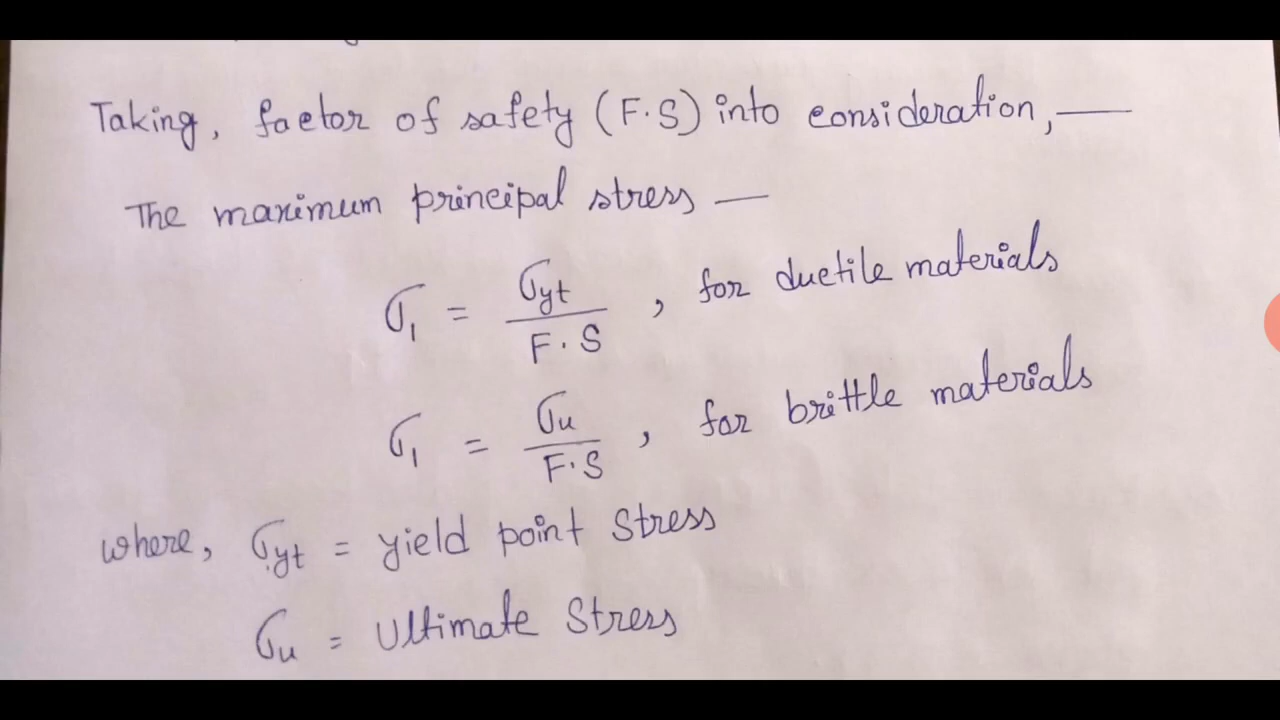 Taking, factor of safety (F.S) into consideration, —
The maximum principal stress —
σ₁ = σyt / F.S , for ductile materials
σ₁ = σu / F.S , for brittle materials
where, σyt = yield point stress
σu = Ultimate stress